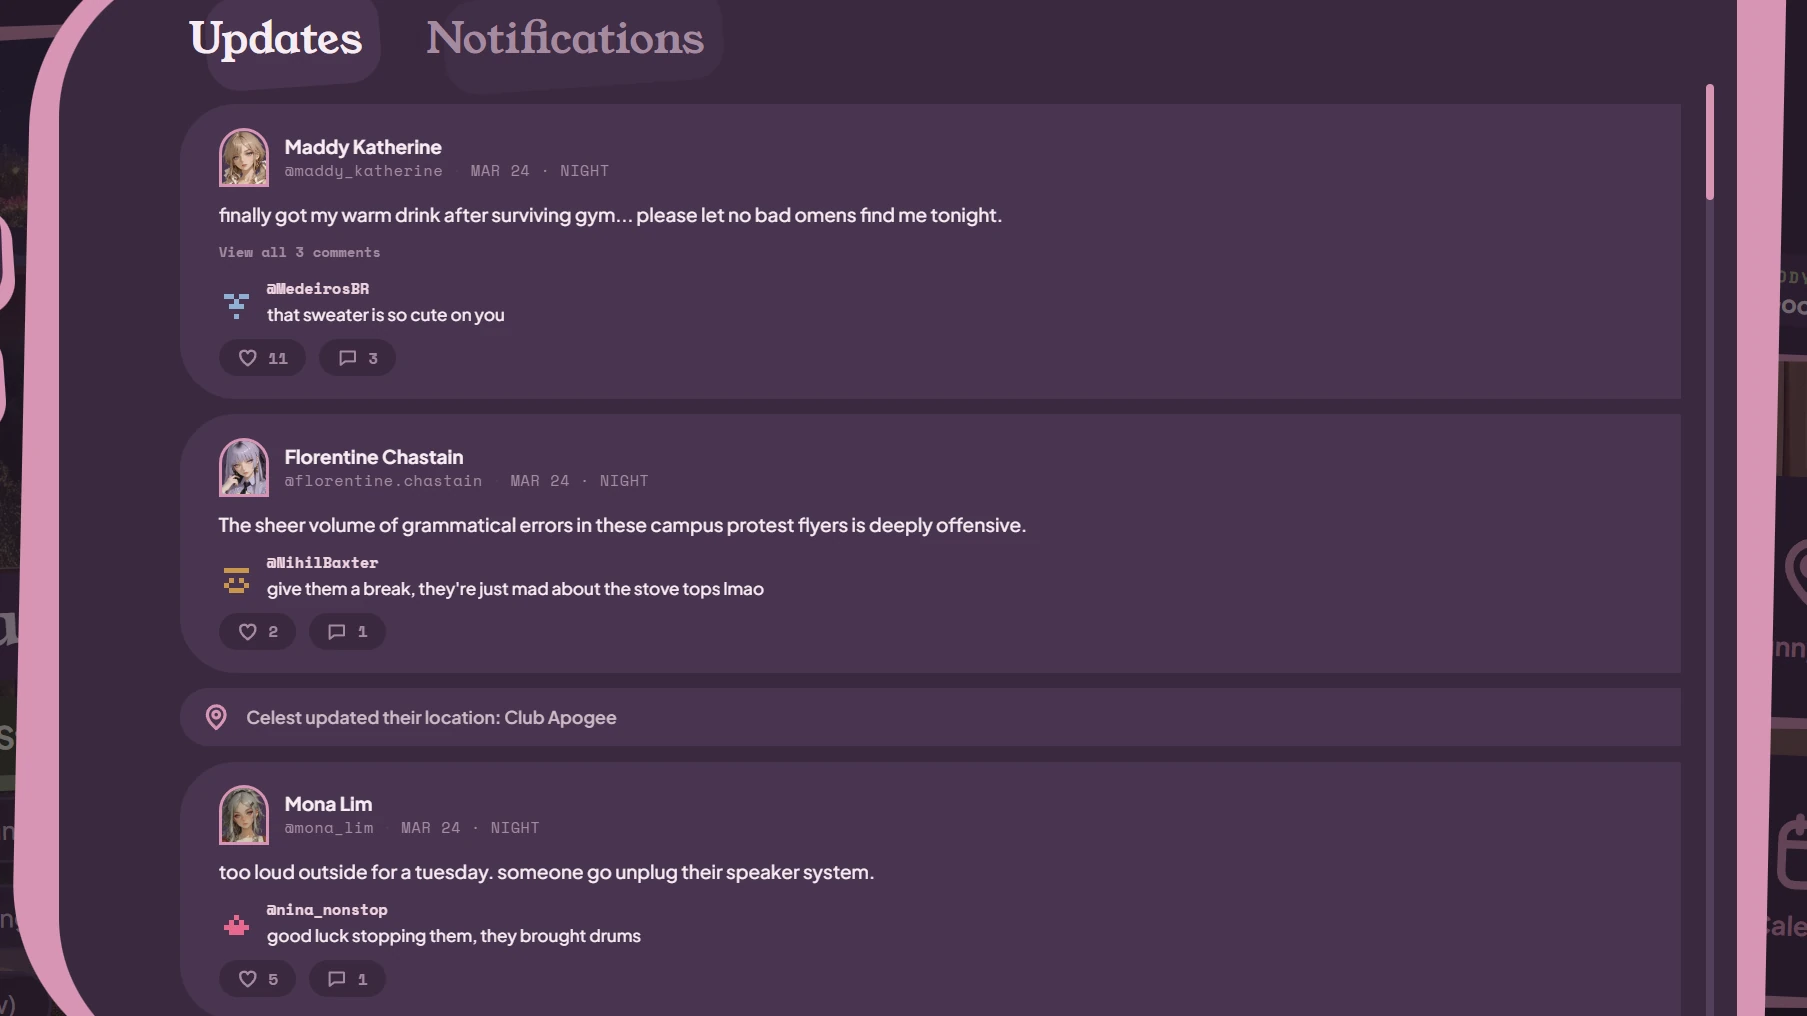 Updates
Notifications
Maddy Katherine
@maddy_katherine · MAR 24 · NIGHT
finally got my warm drink after surviving gym... please let no bad omens find me tonight.
View all 3 comments
@MedeirosBR
that sweater is so cute on you
11
3
Florentine Chastain
@florentine.chastain · MAR 24 · NIGHT
The sheer volume of grammatical errors in these campus protest flyers is deeply offensive.
@NihilBaxter
give them a break, they're just mad about the stove tops lmao
2
1
Celest updated their location: Club Apogee
Mona Lim
@mona_lim · MAR 24 · NIGHT
too loud outside for a tuesday. someone go unplug their speaker system.
@nina_nonstop
good luck stopping them, they brought drums
5
1